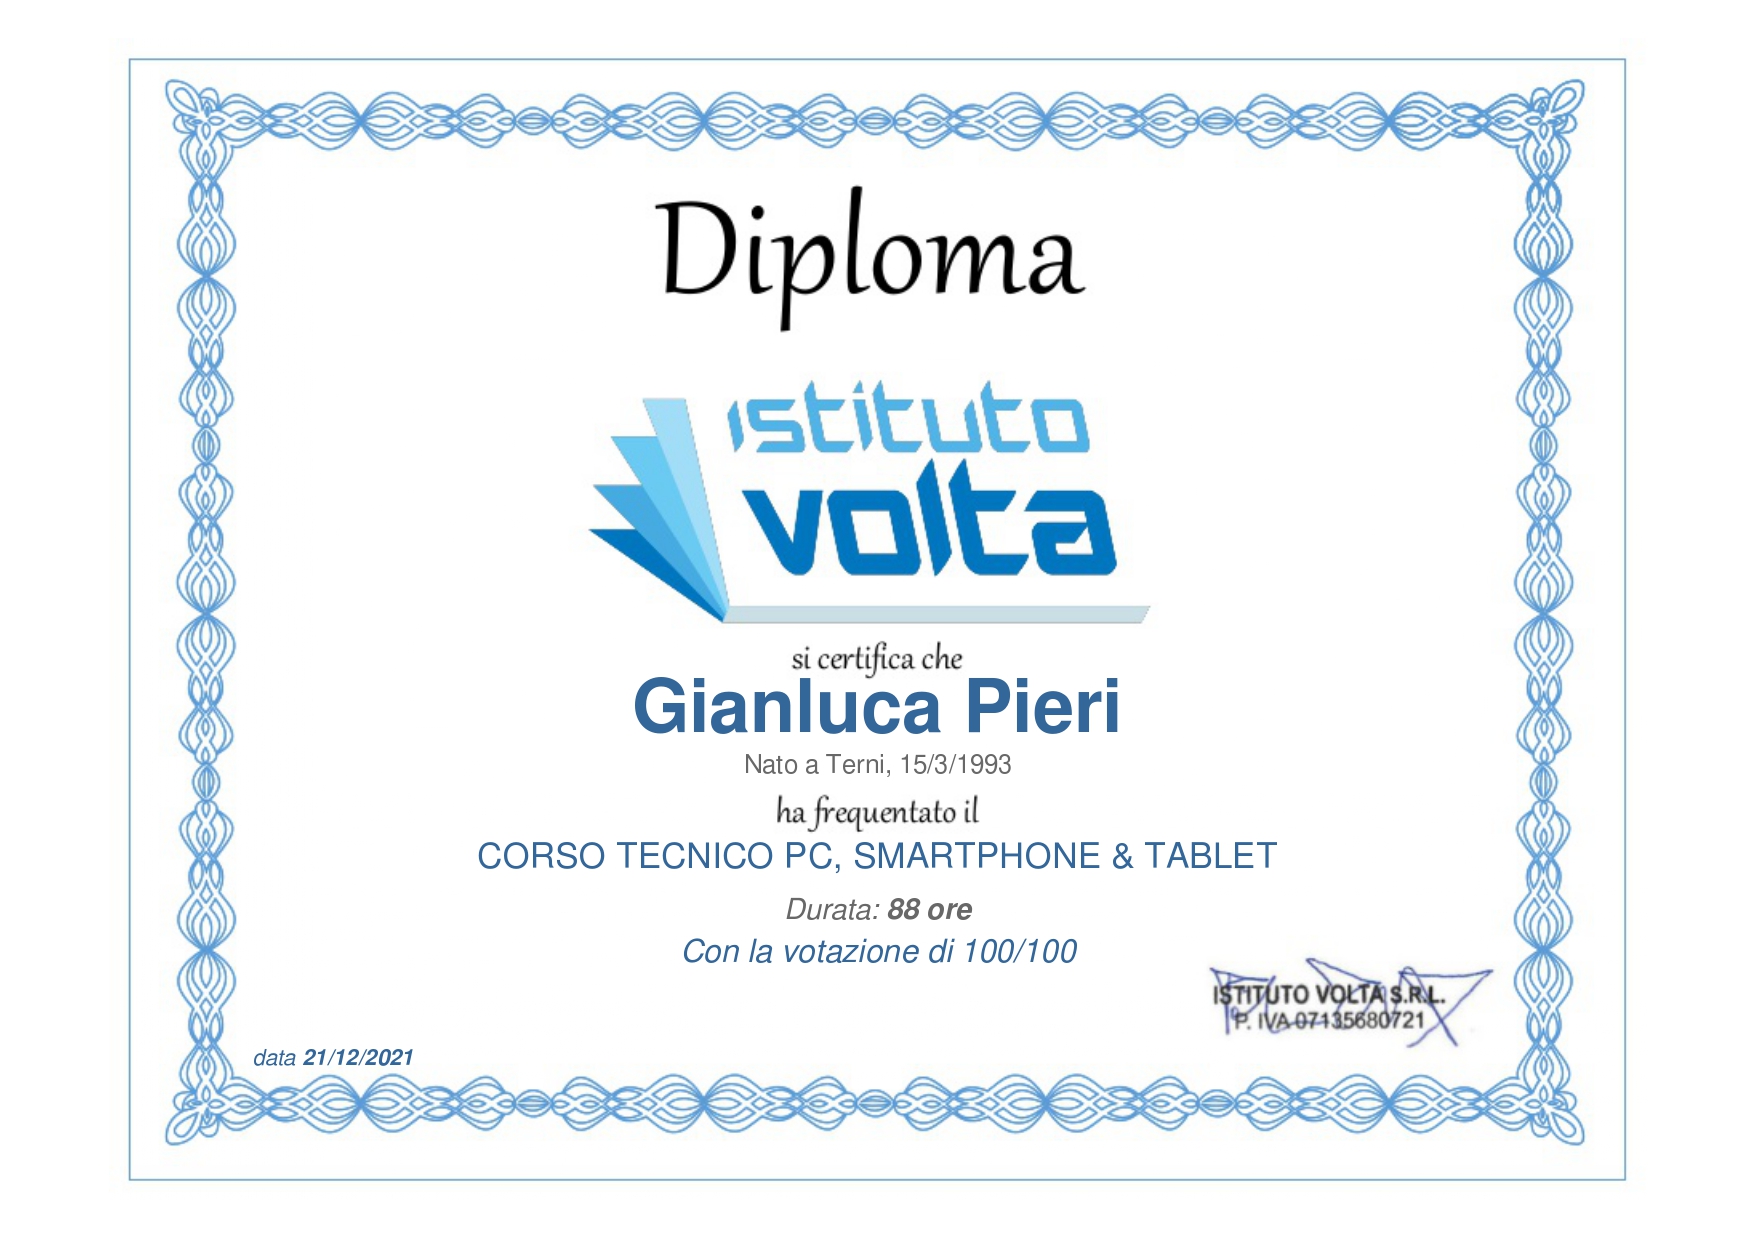 Diploma
istituto
volta
si certifica che
Gianluca Pieri
Nato a Terni, 15/3/1993
ha frequentato il
CORSO TECNICO PC, SMARTPHONE & TABLET
Durata: 88 ore
Con la votazione di 100/100
ISTITUTO VOLTA S.R.L.
P. IVA 07135680721
data 21/12/2021